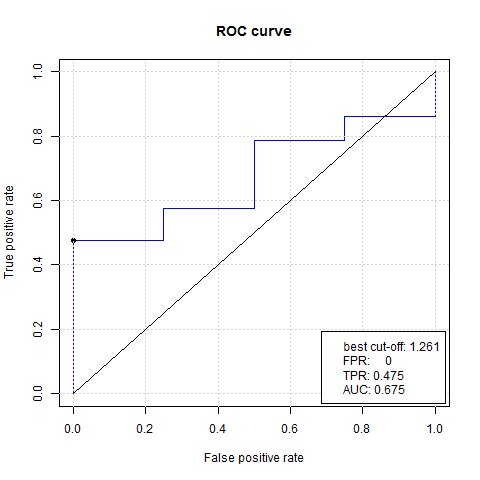 ROC curve
True positive rate
1.0
0.8
0.6
0.4
0.2
0.0
best cut-off: 1.261
FPR: 0
TPR: 0.475
AUC: 0.675
0.0 0.2 0.4 0.6 0.8 1.0
False positive rate